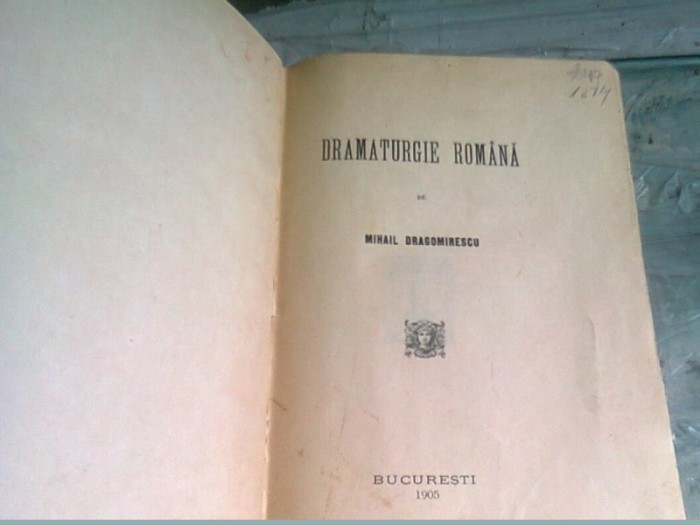 DRAMATURGIE ROMÂNĂ
DE
MIHAIL DRAGOMIRESCU
BUCUREȘTI
1905